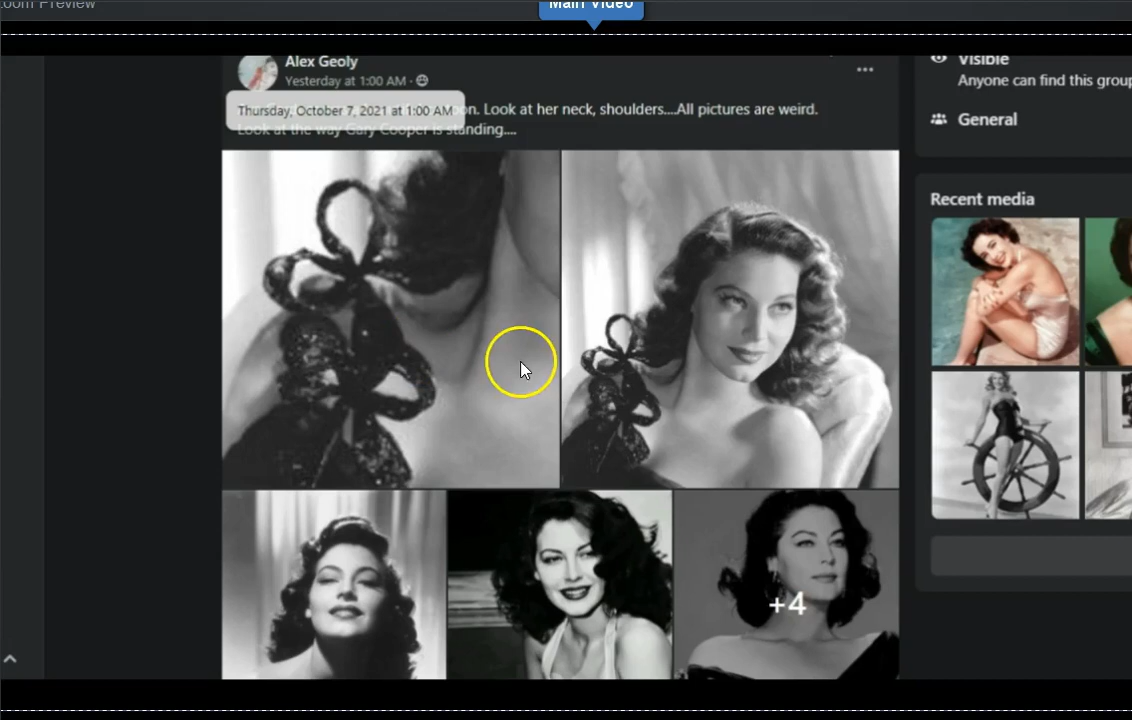 Zoom Preview
Main Video
Alex Geoly
Yesterday at 1:00 AM ·
Thursday, October 7, 2021 at 1:00 AM
oon. Look at her neck, shoulders....All pictures are weird.
Look at the way Gary Cooper is standing....
+4
Visible
Anyone can find this group
General
Recent media